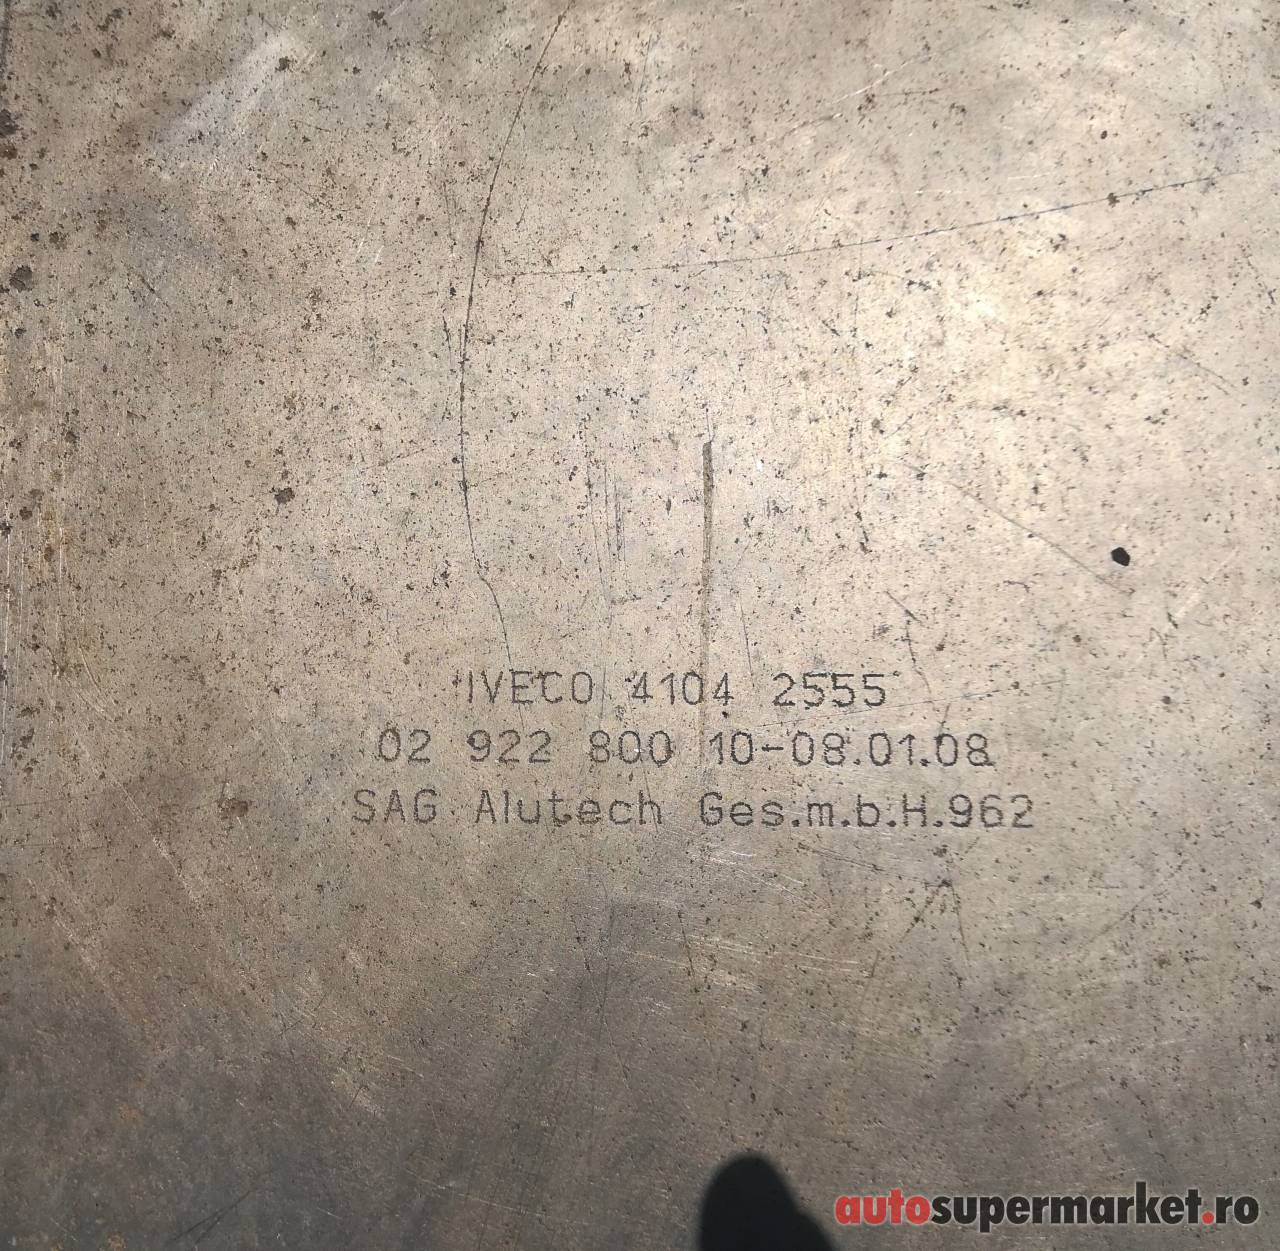 IVECO 4104 2555
02 922 800 10-08.01.08
SAG Alutech Ges.m.b.H.962
autosupermarket.ro